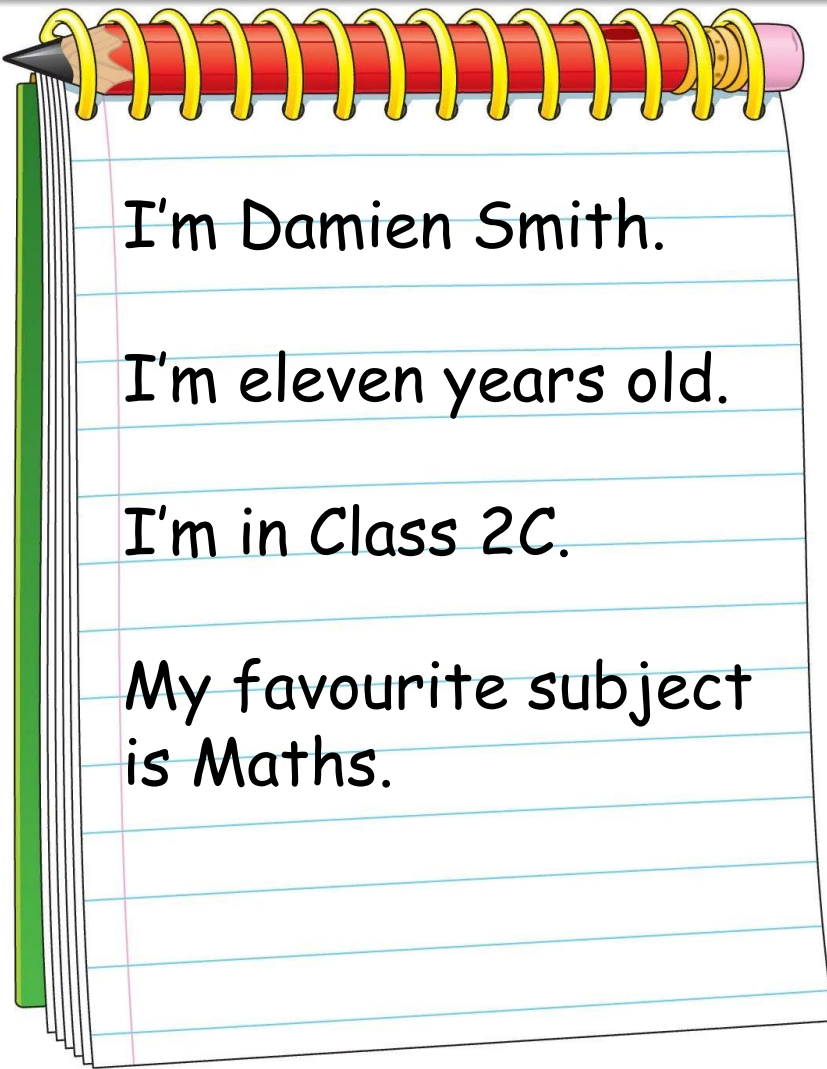 I'm Damien Smith.
I'm eleven years old.
I'm in Class 2C.
My favourite subject
is Maths.